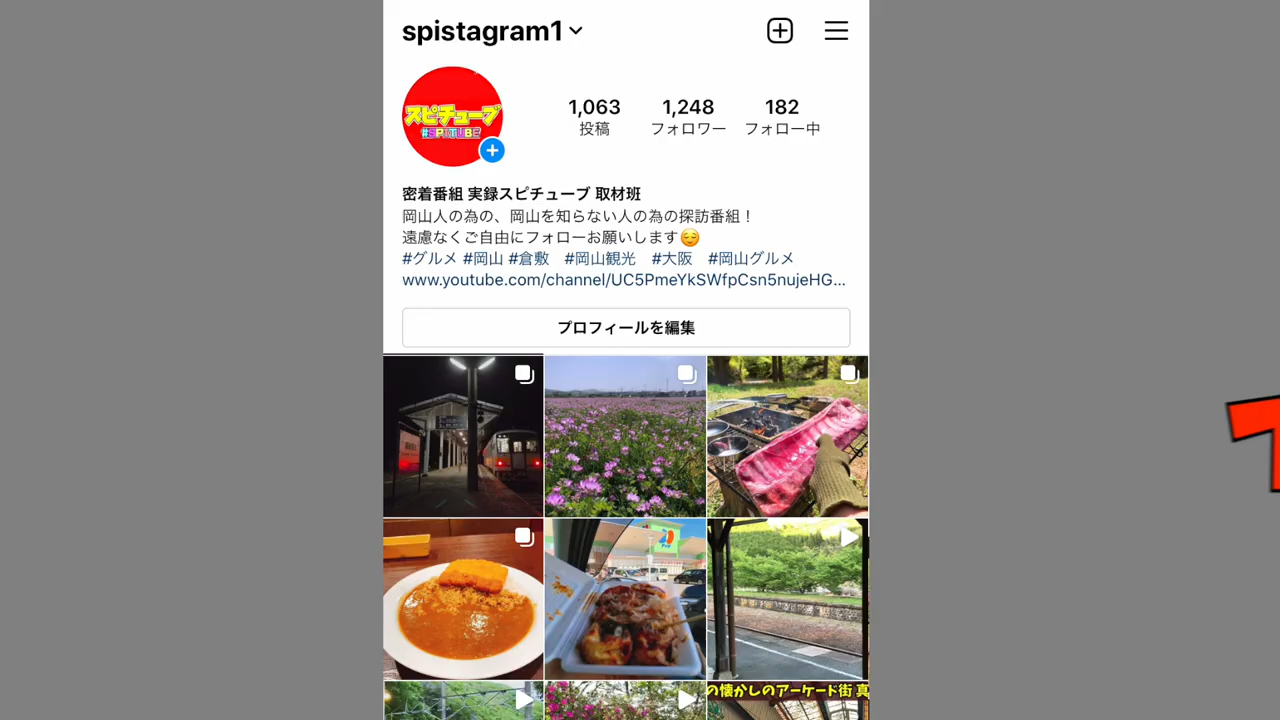 spistagram1
スピチューブ
#SPITUBE
1,063
投稿
1,248
フォロワー
182
フォロー中
密着番組 実録スピチューブ 取材班
岡山人の為の、岡山を知らない人の為の探訪番組！
遠慮なくご自由にフォローお願いします😌
#グルメ #岡山 #倉敷　#岡山観光　#大阪　#岡山グルメ
www.youtube.com/channel/UC5PmeYkSWfpCsn5nujeHG...
プロフィールを編集
の懐かしのアーケード街 真